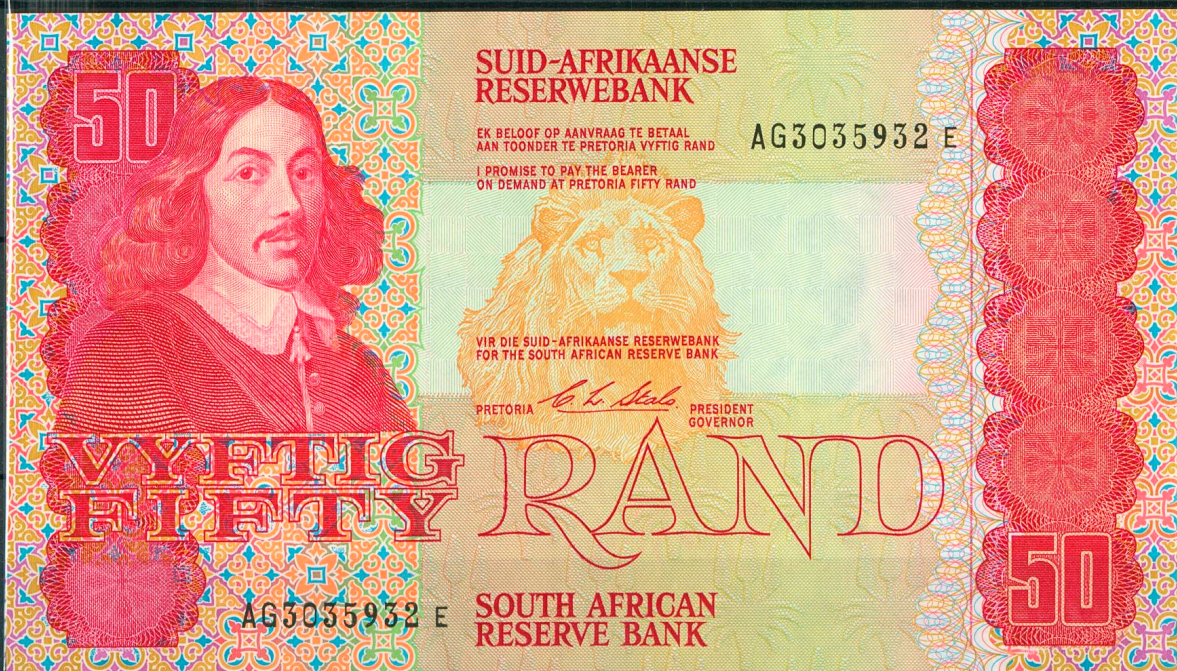 50
SUID-AFRIKAANSE
RESERWEBANK
EK BELOOF OP AANVRAAG TE BETAAL
AAN TOONDER TE PRETORIA VYFTIG RAND
AG3035932 E
I PROMISE TO PAY THE BEARER
ON DEMAND AT PRETORIA FIFTY RAND
VIR DIE SUID-AFRIKAANSE RESERWEBANK
FOR THE SOUTH AFRICAN RESERVE BANK
PRETORIA
PRESIDENT
GOVERNOR
VYFTIG
FIFTY
RAND
50
AG3035932 E
SOUTH AFRICAN
RESERVE BANK